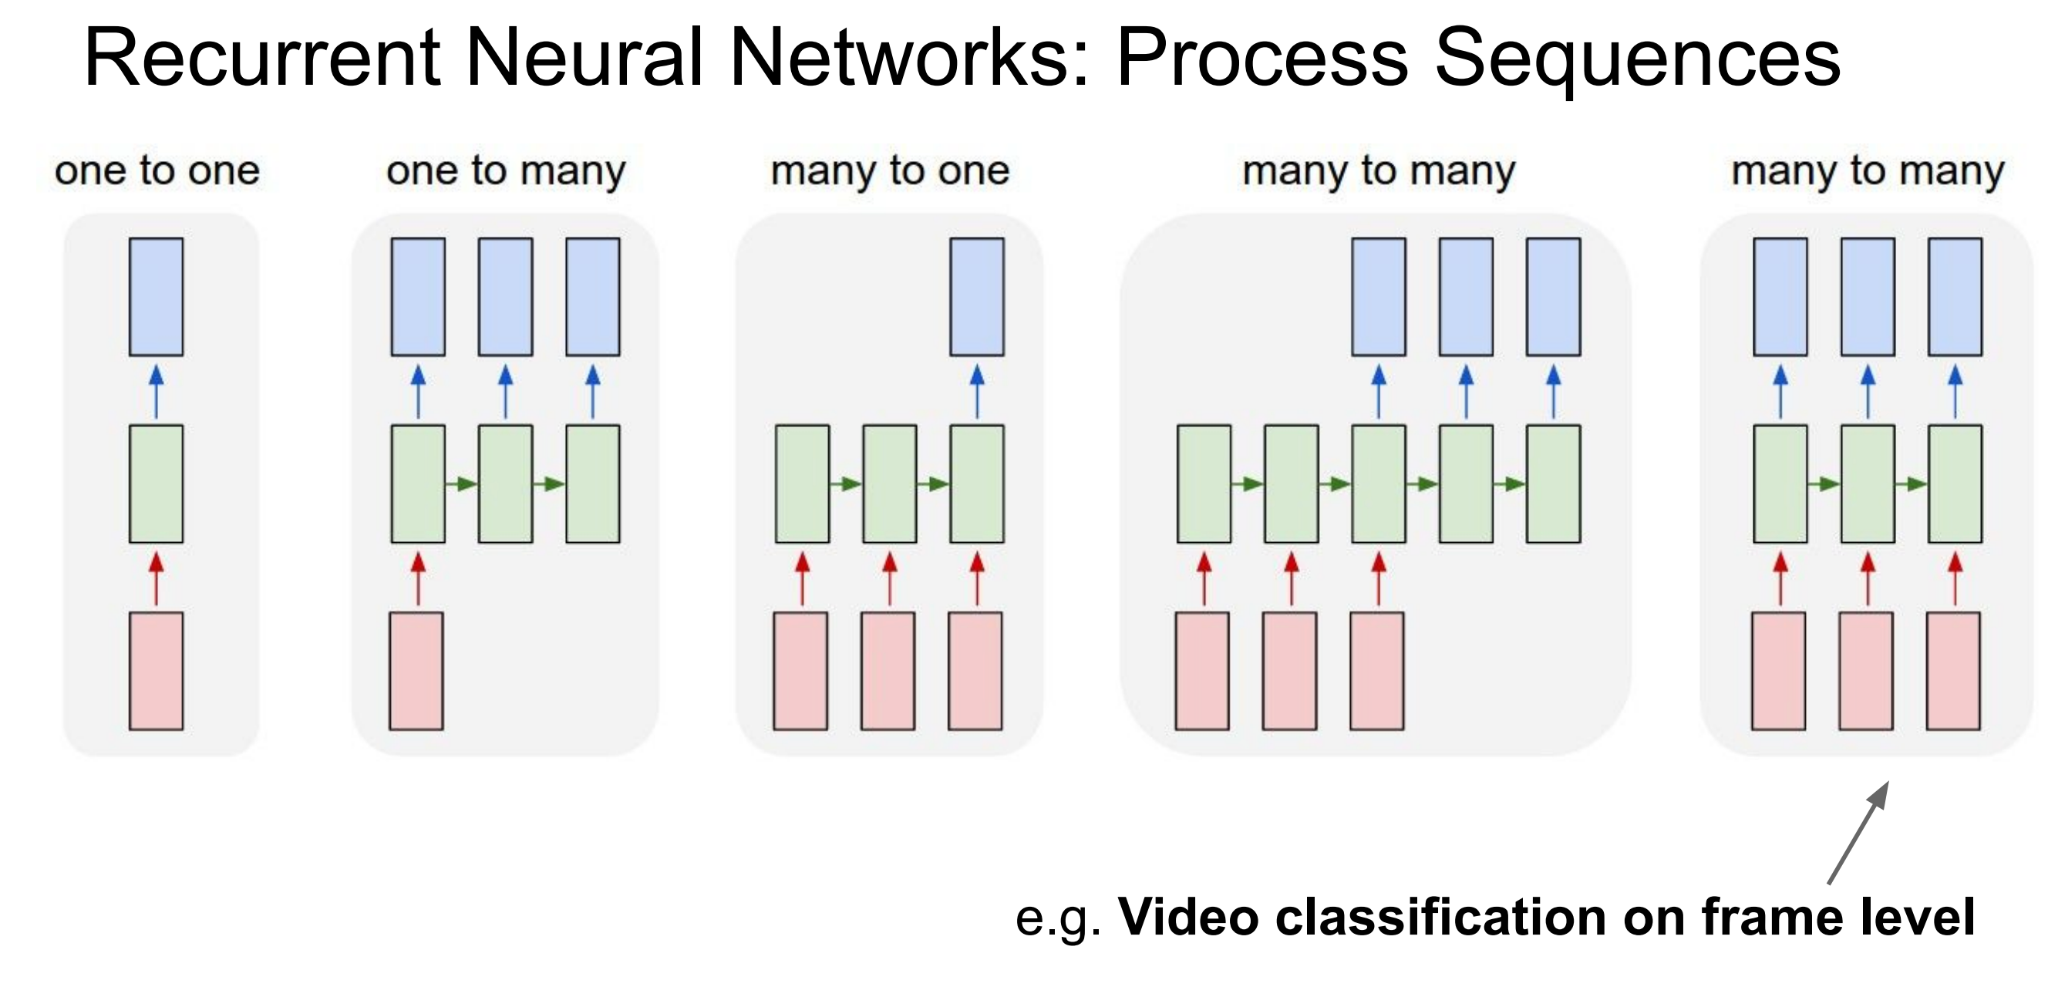 Recurrent Neural Networks: Process Sequences
one to one
one to many
many to one
many to many
many to many
e.g. Video classification on frame level